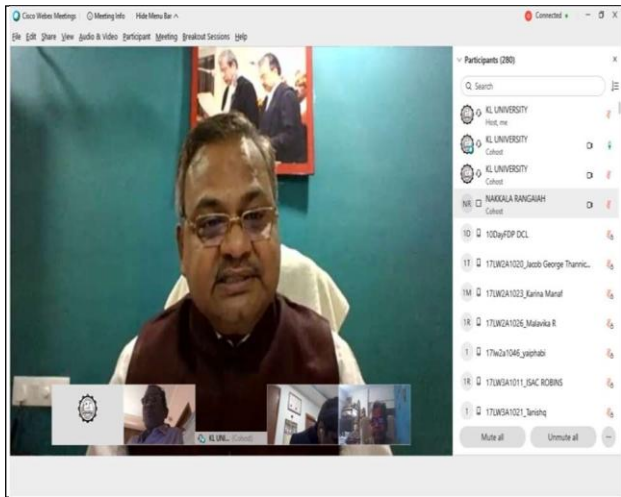 Cisco Webex Meetings
Meeting Info
Hide Menu Bar
Connected
File Edit Share View Audio & Video Participant Meeting Breakout Sessions Help
Participants (280)
Search
KL UNIVERSITY
Host, me
KL UNIVERSITY
Cohost
KL UNIVERSITY
Cohost
NR
NAKKALA RANGAIAH
Cohost
1D 10DayFDP DCL
1T 17LW2A1020_Jacob George Thannic...
1M 17LW2A1023_Karina Manaf
1R 17LW2A1026_Malavika R
1 17lw2a1046_yaiphabi
1R 17LW3A1011_ISAC ROBINS
1 17LW3A1021_Tanishq
KL UNI... (Cohost)
Mute all Unmute all